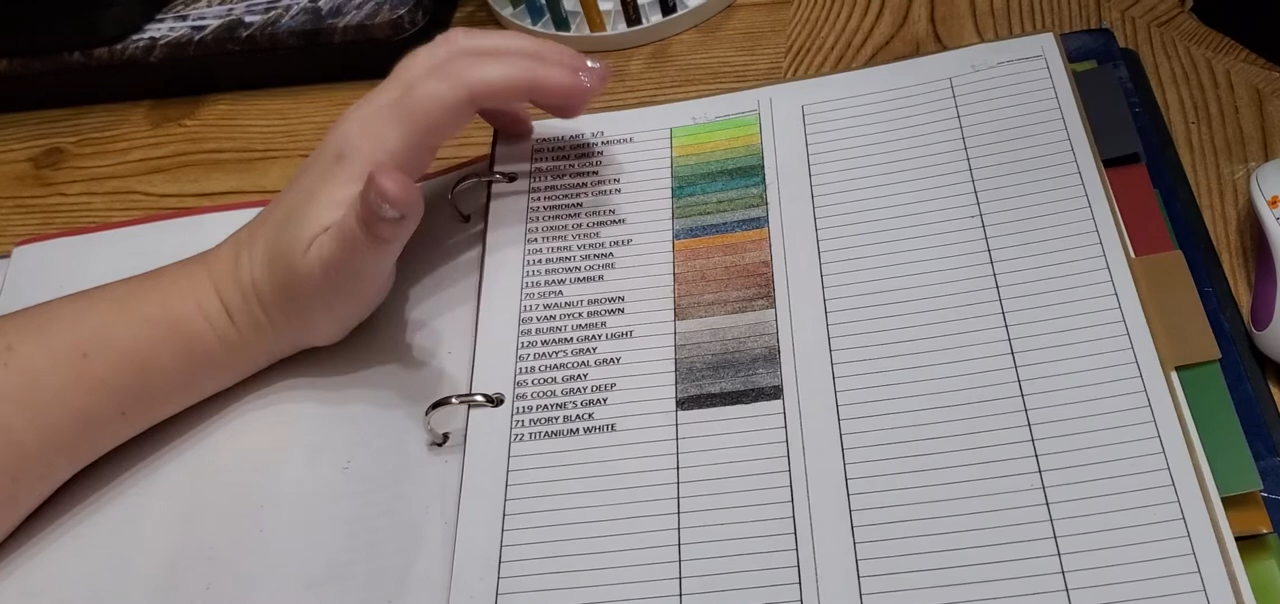 CASTLE ART 3/3
60 LEAF GREEN MIDDLE
111 LEAF GREEN
76 GREEN GOLD
113 SAP GREEN
55 PRUSSIAN GREEN
54 HOOKER'S GREEN
52 VIRIDIAN
53 CHROME GREEN
63 OXIDE OF CHROME
64 TERRE VERDE
104 TERRE VERDE DEEP
114 BURNT SIENNA
115 BROWN OCHRE
116 RAW UMBER
70 SEPIA
117 WALNUT BROWN
69 VAN DYCK BROWN
68 BURNT UMBER
120 WARM GRAY LIGHT
67 DAVY'S GRAY
118 CHARCOAL GRAY
65 COOL GRAY
66 COOL GRAY DEEP
119 PAYNE'S GRAY
71 IVORY BLACK
72 TITANIUM WHITE